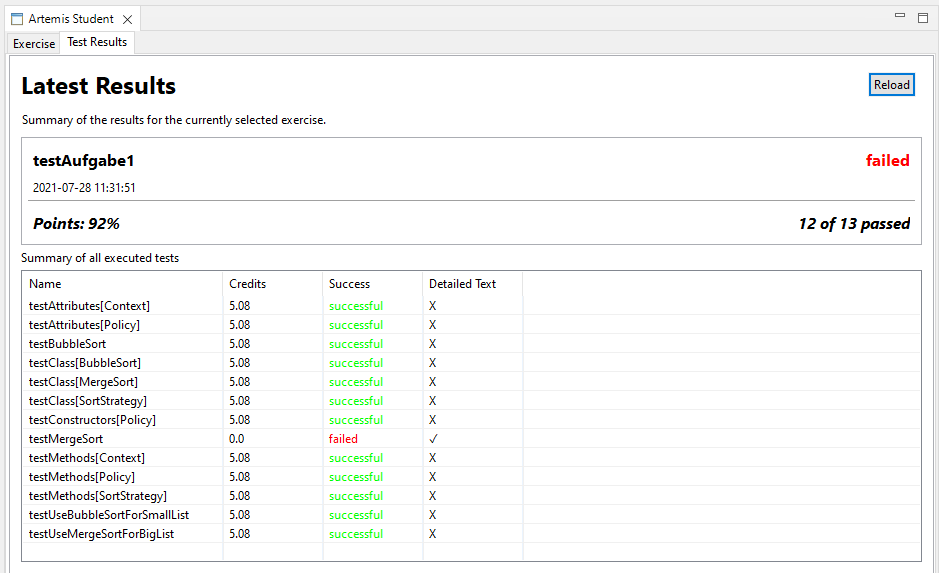 Artemis Student
Exercise Test Results
Latest Results Reload
Summary of the results for the currently selected exercise.
testAufgabe1 failed
2021-07-28 11:31:51
Points: 92% 12 of 13 passed
Summary of all executed tests
Name Credits Success Detailed Text
testAttributes[Context] 5.08 successful X
testAttributes[Policy] 5.08 successful X
testBubbleSort 5.08 successful X
testClass[BubbleSort] 5.08 successful X
testClass[MergeSort] 5.08 successful X
testClass[SortStrategy] 5.08 successful X
testConstructors[Policy] 5.08 successful X
testMergeSort 0.0 failed ✓
testMethods[Context] 5.08 successful X
testMethods[Policy] 5.08 successful X
testMethods[SortStrategy] 5.08 successful X
testUseBubbleSortForSmallList 5.08 successful X
testUseMergeSortForBigList 5.08 successful X